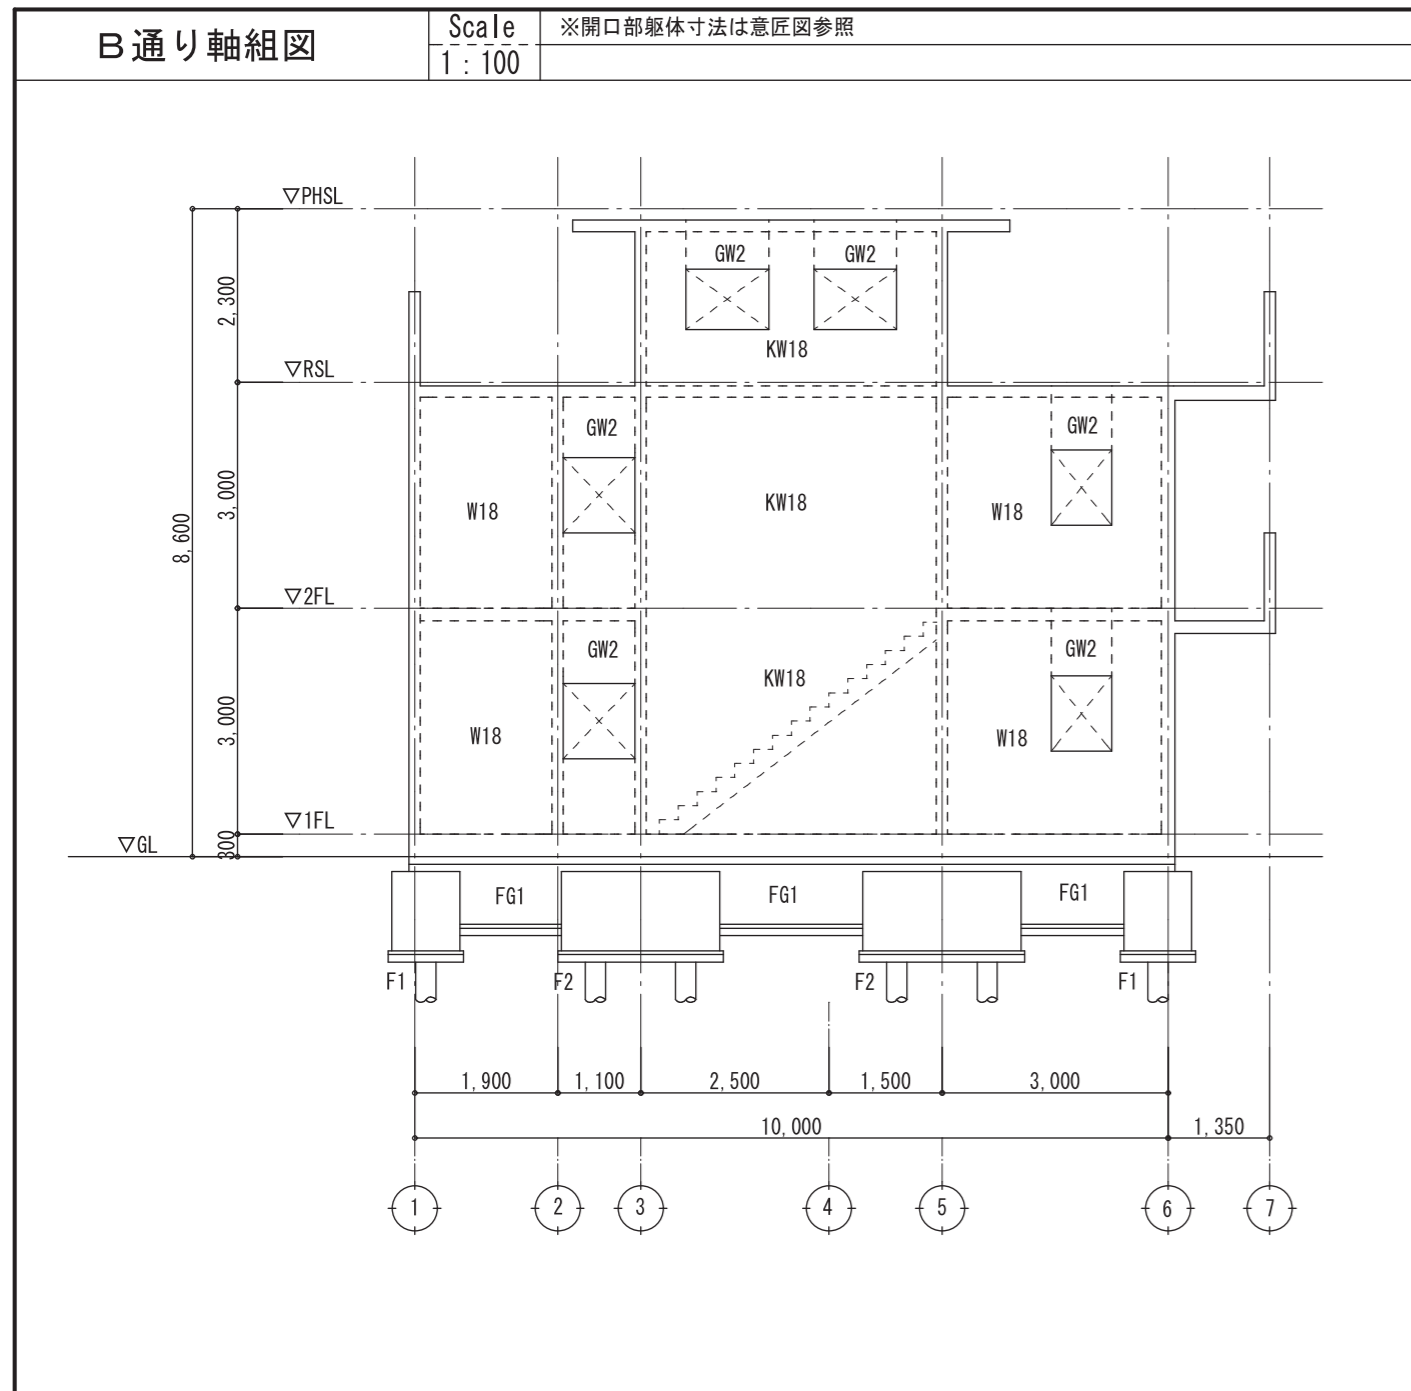 B通り軸組図
Scale
1 : 100
※開口部躯体寸法は意匠図参照
▽PHSL
GW2 GW2
2,300
KW18
▽RSL
GW2 GW2
3,000
W18 KW18 W18
8,600
▽2FL
GW2 KW18 GW2
3,000
W18 W18
▽1FL
300
▽GL
FG1 FG1 FG1
F1 F2 F2 F1
1,900 1,100 2,500 1,500 3,000
10,000 1,350
1 2 3 4 5 6 7